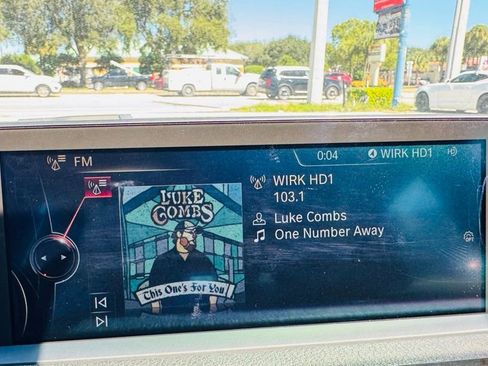 FM
0:04
WIRK HD1
LUKE
COMBS
This One's For You
WIRK HD1
103.1
Luke Combs
One Number Away